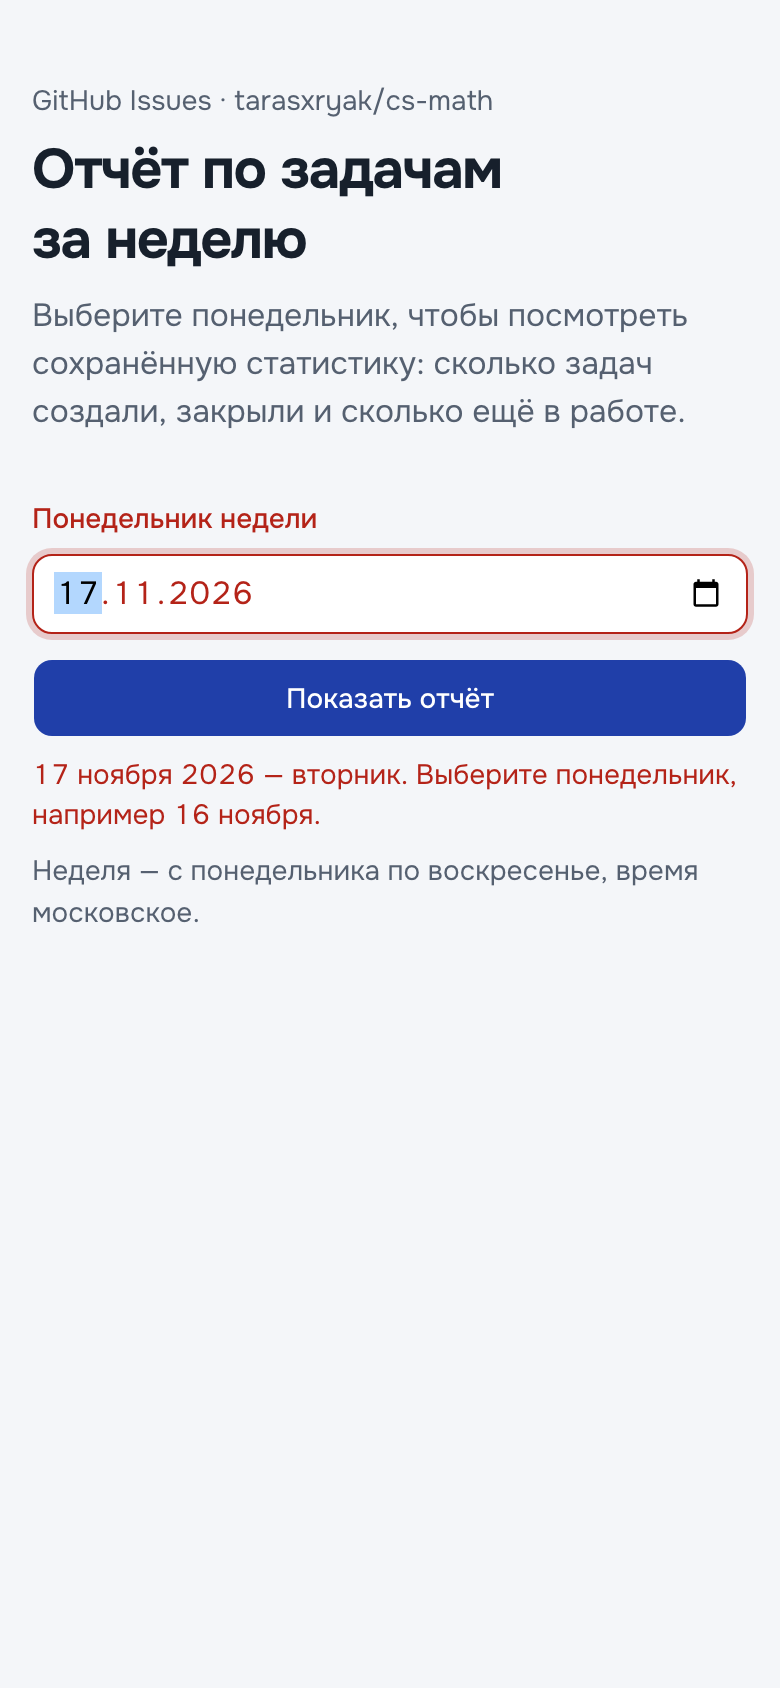 GitHub Issues · tarasxryak/cs-math
Отчёт по задачам
за неделю
Выберите понедельник, чтобы посмотреть
сохранённую статистику: сколько задач
создали, закрыли и сколько ещё в работе.
Понедельник недели
17.11.2026
Показать отчёт
17 ноября 2026 — вторник. Выберите понедельник,
например 16 ноября.
Неделя — с понедельника по воскресенье, время
московское.